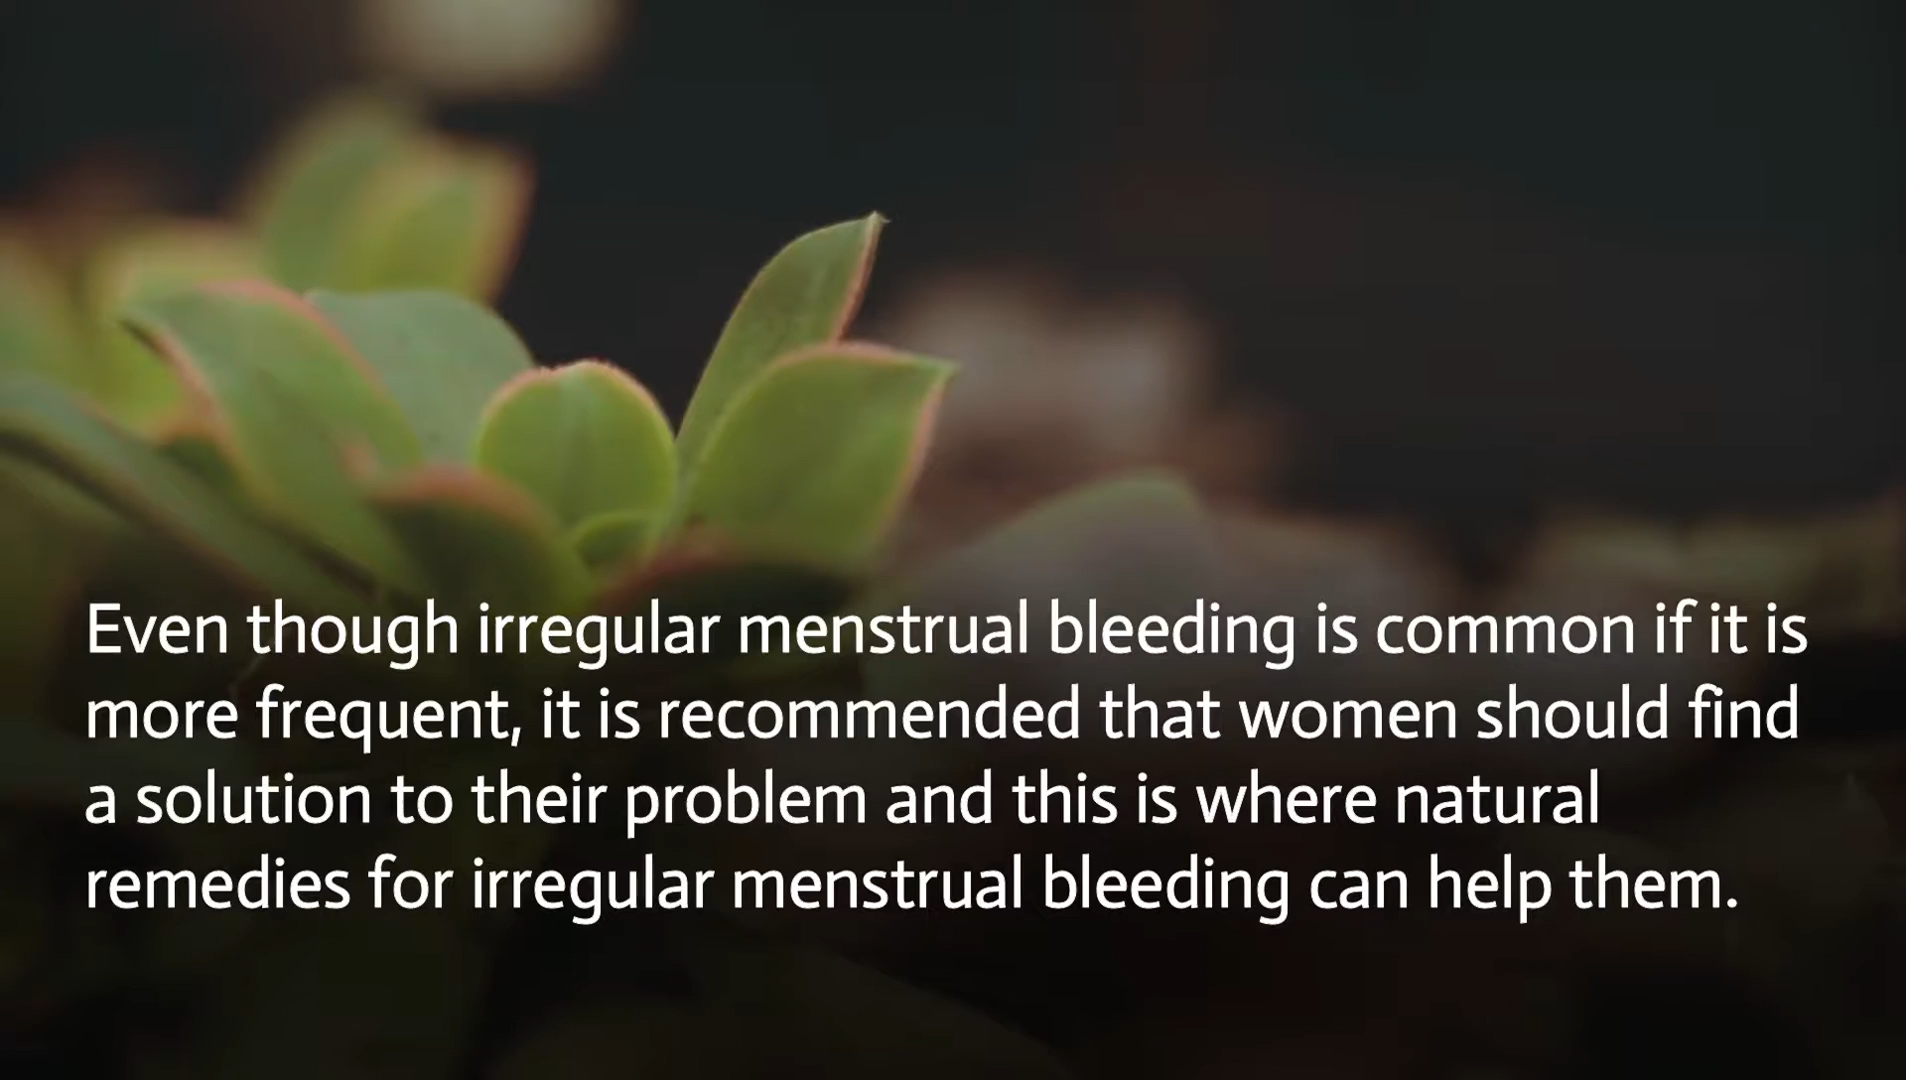 Even though irregular menstrual bleeding is common if it is
more frequent, it is recommended that women should find
a solution to their problem and this is where natural
remedies for irregular menstrual bleeding can help them.